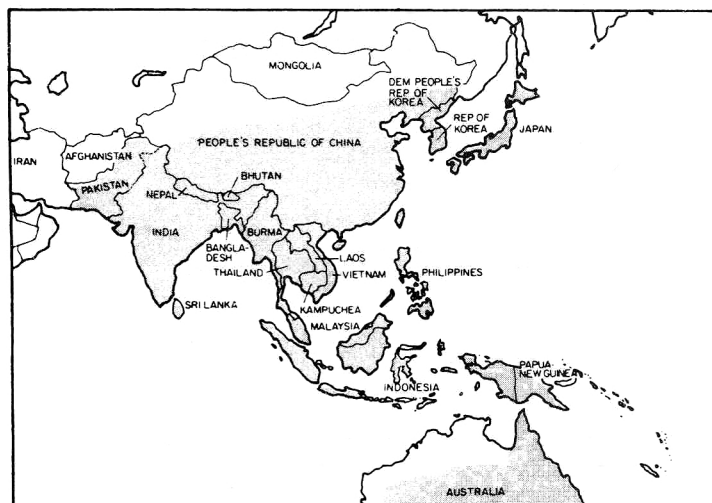 MONGOLIA
DEM PEOPLE'S
REP OF
KOREA
REP OF
KOREA
JAPAN
PEOPLE'S REPUBLIC OF CHINA
IRAN
AFGHANISTAN
PAKISTAN
NEPAL
BHUTAN
INDIA
BANGLA-
DESH
BURMA
LAOS
THAILAND
VIETNAM
PHILIPPINES
SRI LANKA
KAMPUCHEA
MALAYSIA
INDONESIA
PAPUA
NEW GUINEA
AUSTRALIA